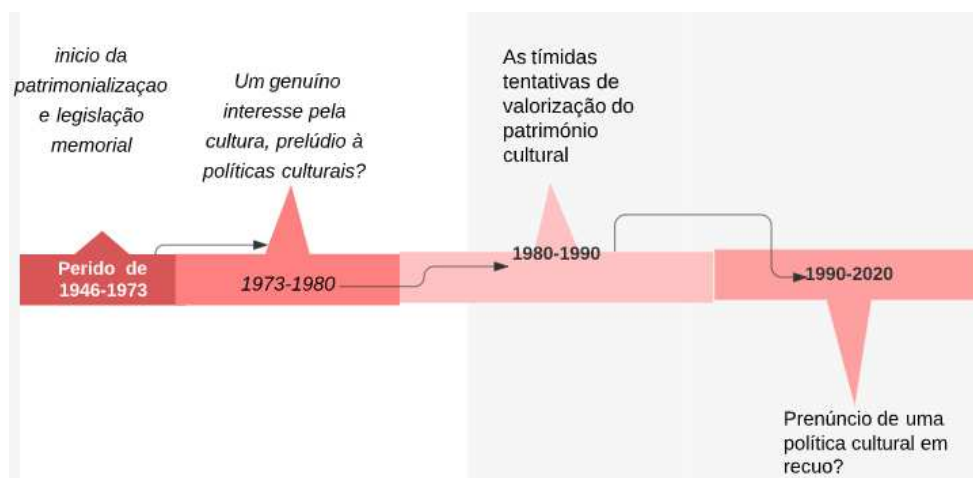 inicio da
patrimonializaçao
e legislação
memorial
Um genuíno
interesse pela
cultura, prelúdio à
políticas culturais?
As tímidas
tentativas de
valorização do
património
cultural
Perido de
1946-1973
1973-1980
1980-1990
1990-2020
Prenúncio de uma
política cultural em
recuo?